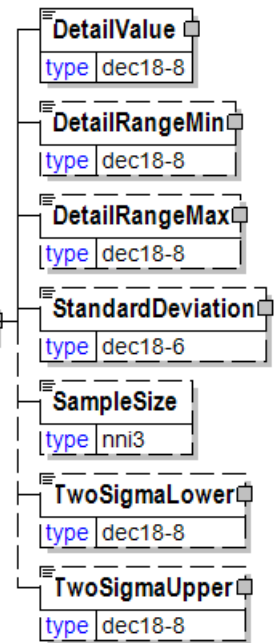 DetailValue
type dec18-8
DetailRangeMin
type dec18-8
DetailRangeMax
type dec18-8
StandardDeviation
type dec18-6
SampleSize
type nni3
TwoSigmaLower
type dec18-8
TwoSigmaUpper
type dec18-8